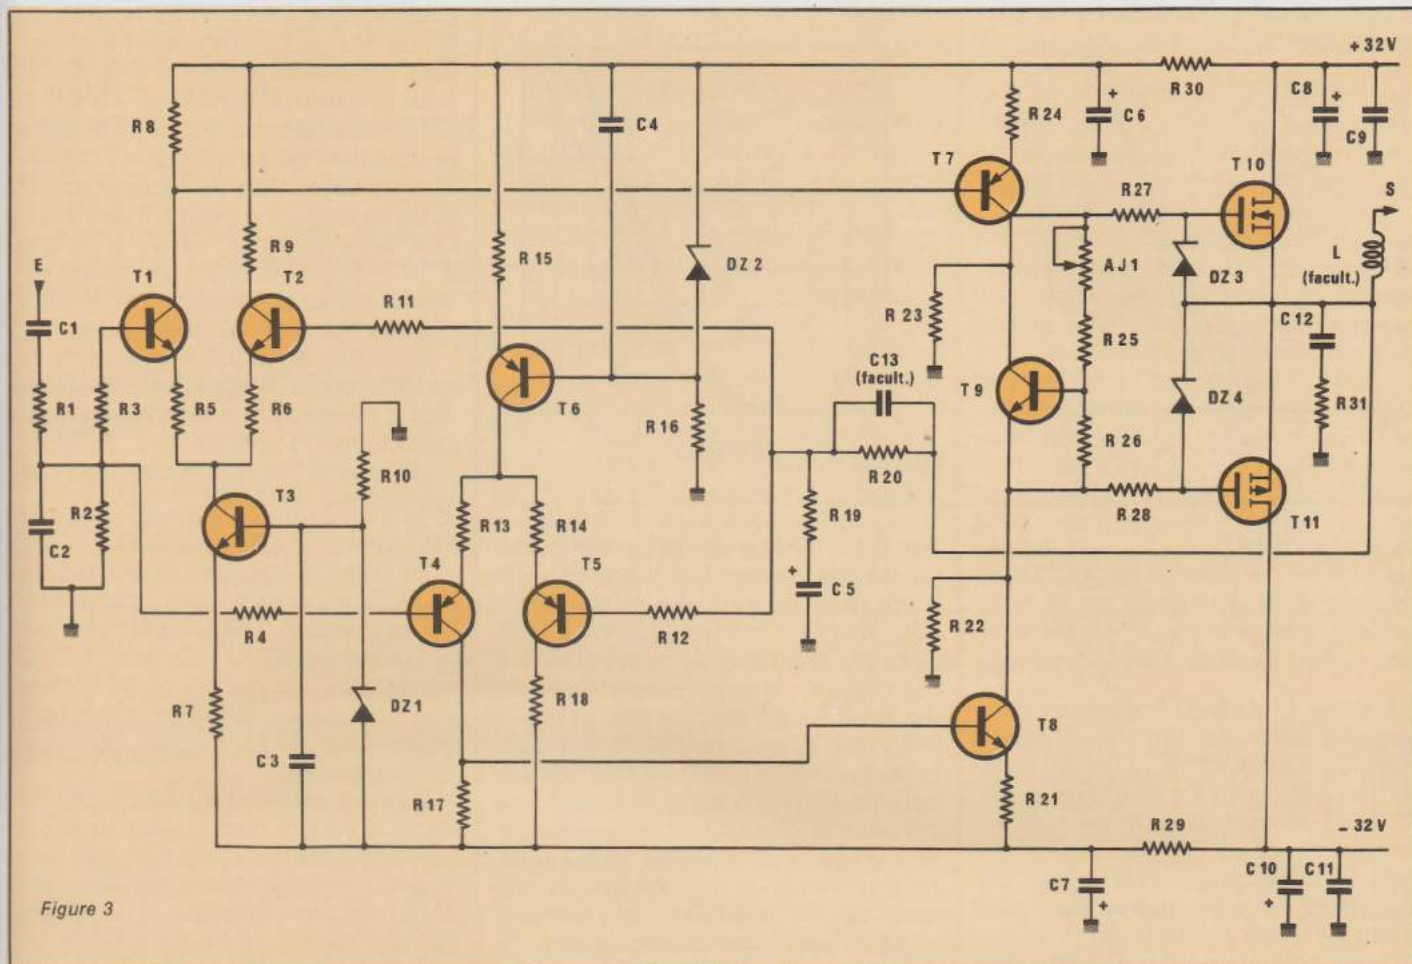 +32V
R30
C8
+
C9
R8
C4
R24
+
C6
T7
T10
R27
S
R9
R15
DZ2
AJ1
DZ3
L
(facult.)
E
T1
T2
R11
R23
C12
C1
C13
(facult.)
R25
T9
R1
R3
R5
R6
T6
R16
DZ4
R31
R10
R20
R26
R2
T3
R13
R14
R19
R28
T11
C2
T4
T5
+
C5
R4
R12
R22
R7
DZ1
R18
T8
C3
R17
R21
R29
-32V
C7
+
C10
+
C11
Figure 3